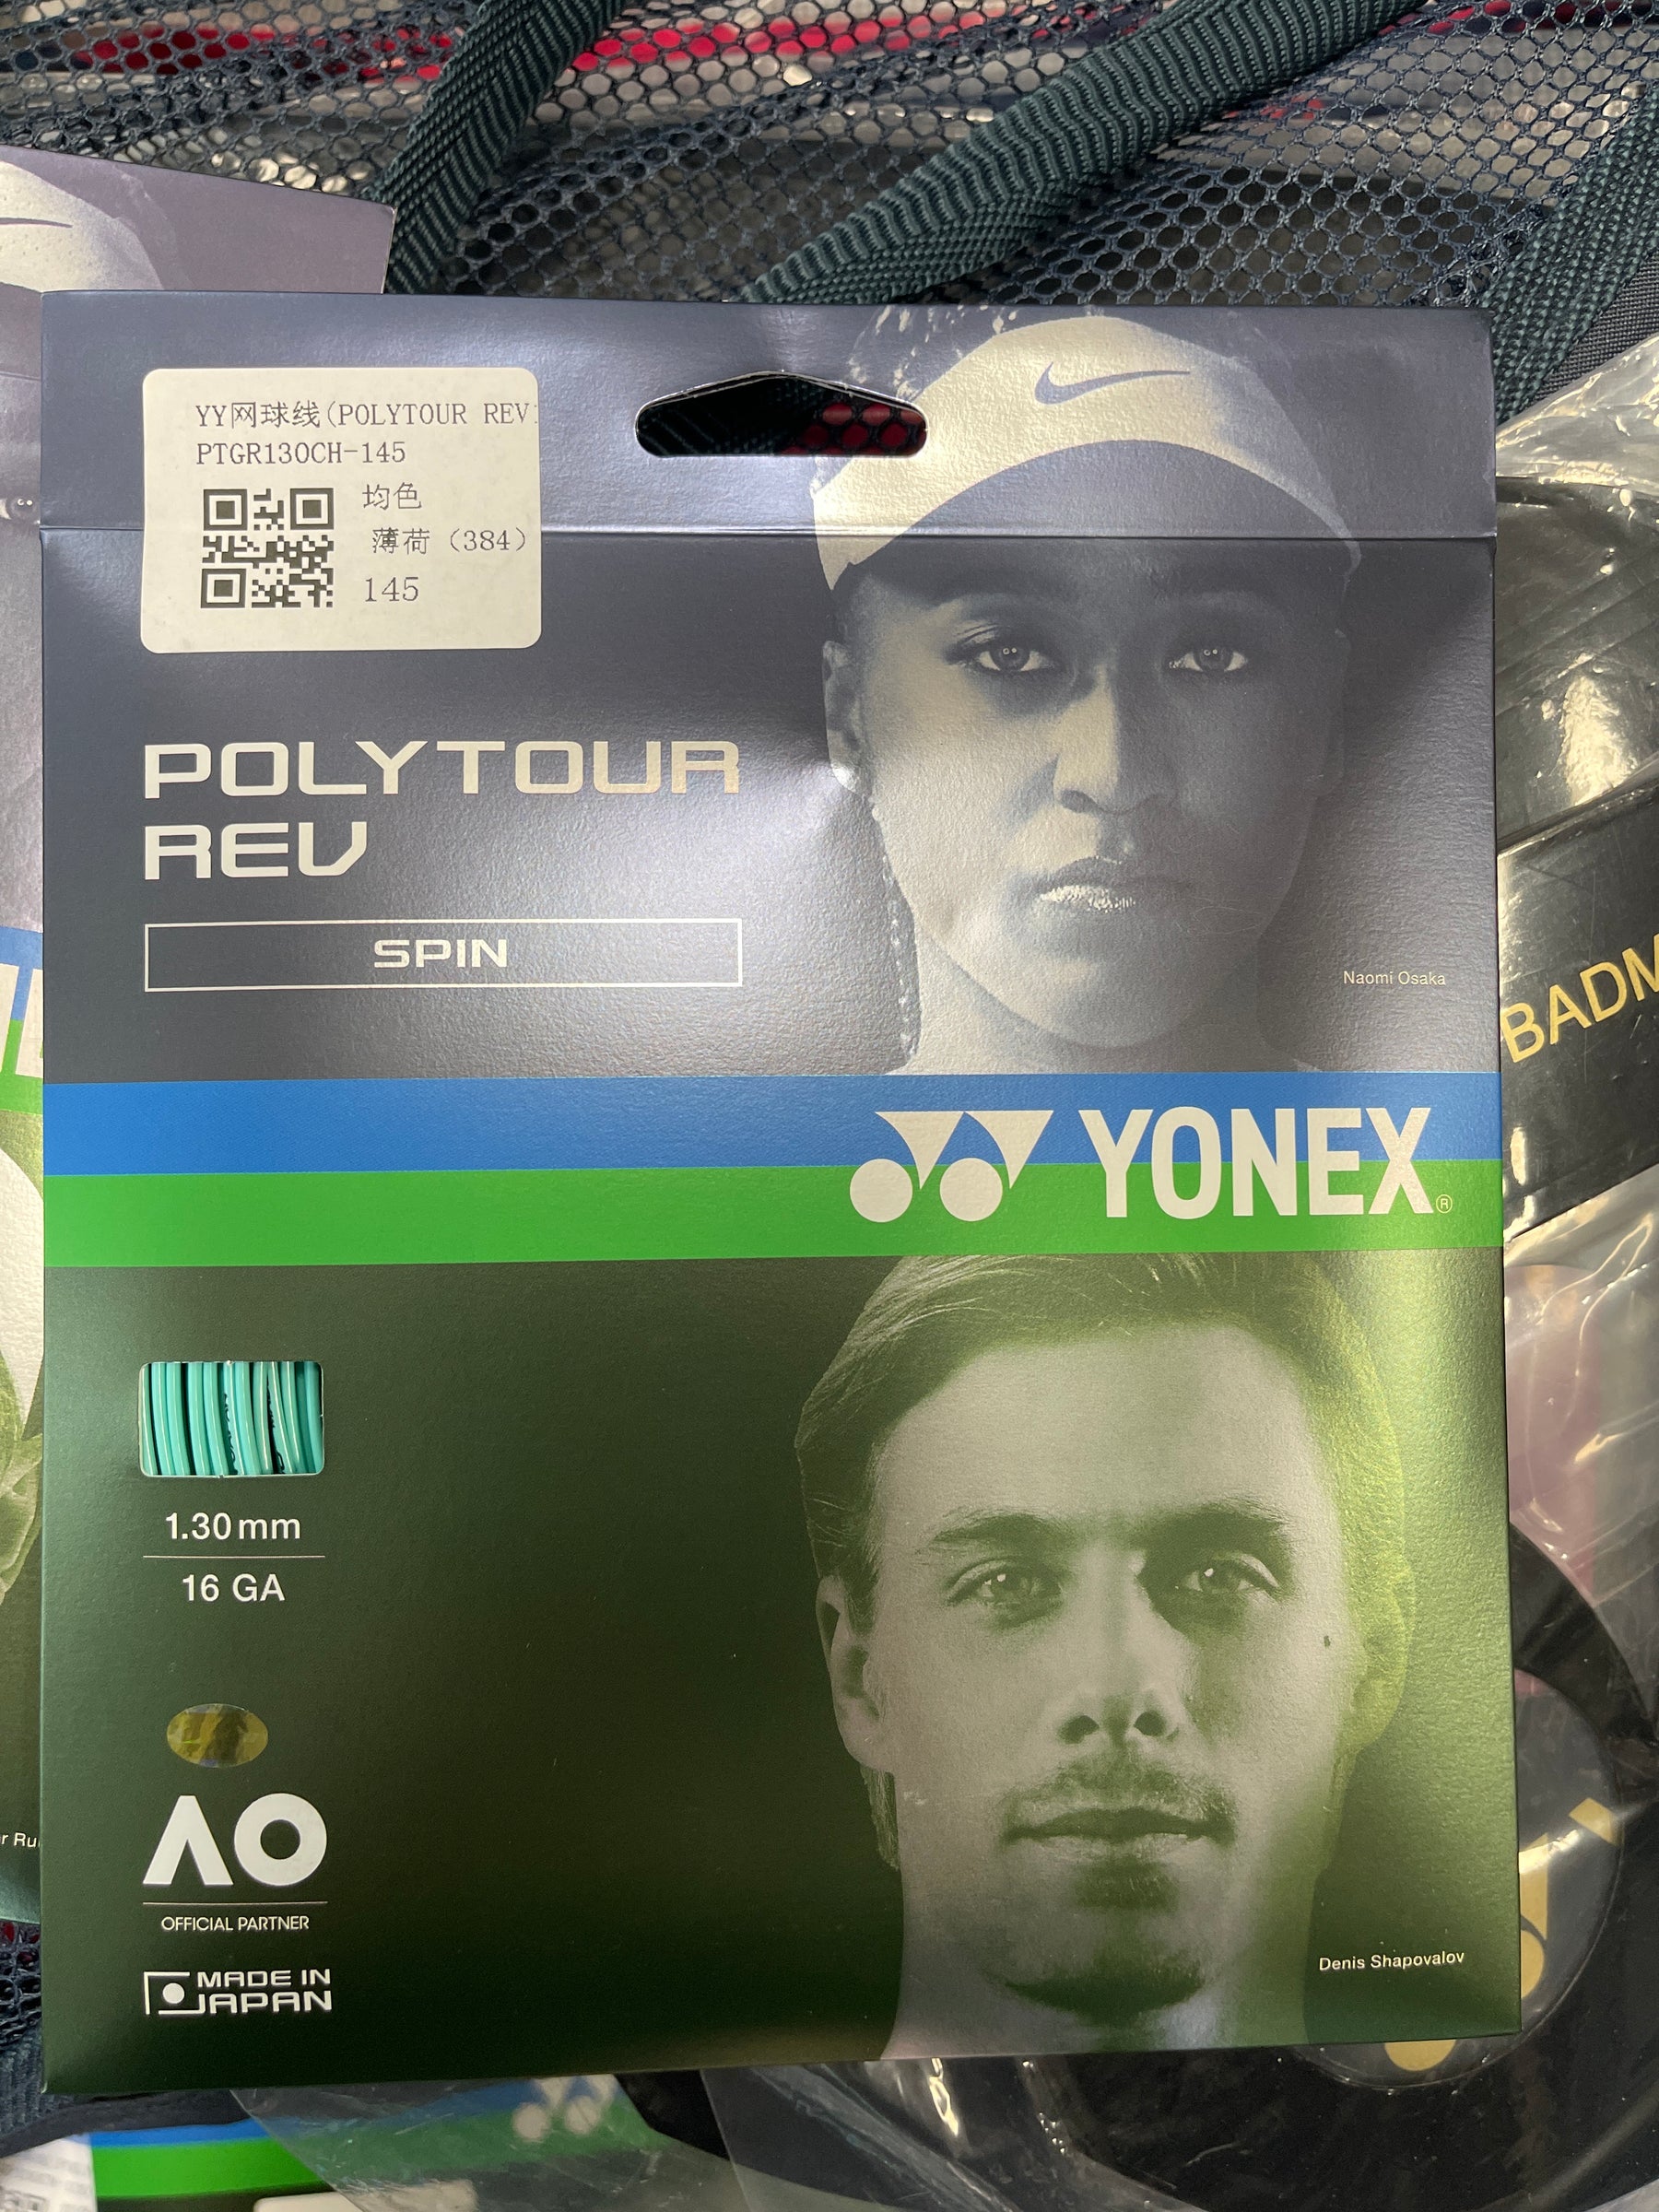 YY网球线(POLYTOUR REV
PTGR130CH-145
均色
薄荷（384）
145
POLYTOUR
REV
SPIN
Naomi Osaka
YONEX®
1.30mm
16 GA
AO
OFFICIAL PARTNER
MADE IN
JAPAN
Denis Shapovalov
BADM
r Ru